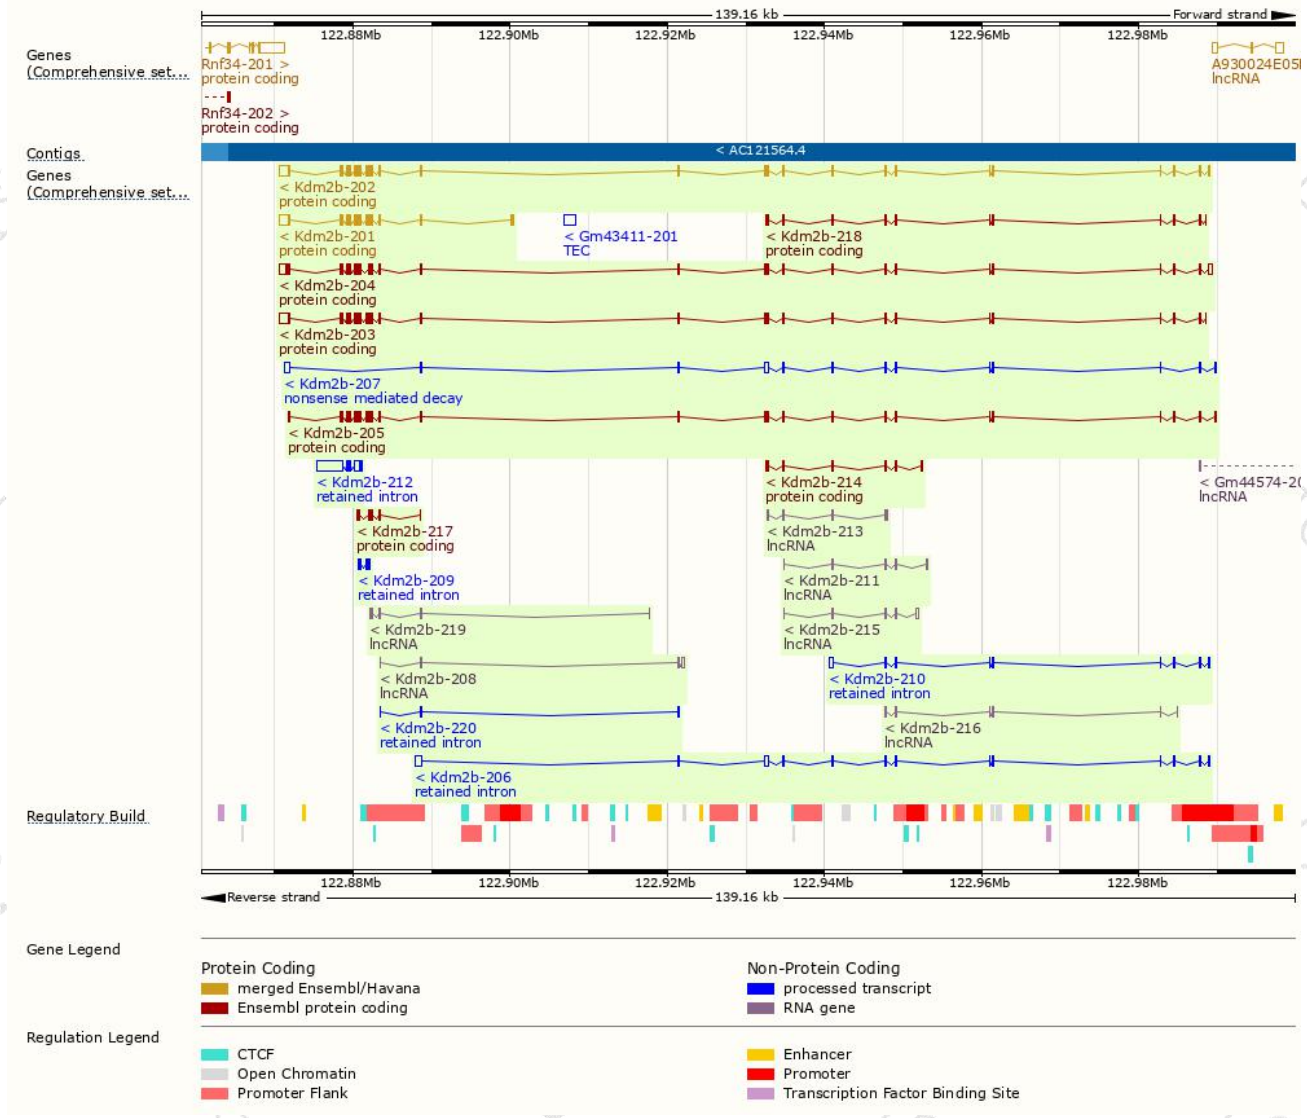 139.16 kb Forward strand
122.88Mb 122.90Mb 122.92Mb 122.94Mb 122.96Mb 122.98Mb
Genes
(Comprehensive set...
Rnf34-201 >
protein coding
A930024E05
lncRNA
Rnf34-202 >
protein coding
Contigs
< AC121564.4
Genes
(Comprehensive set...
< Kdm2b-202
protein coding
< Kdm2b-201
protein coding
< Gm43411-201
TEC
< Kdm2b-218
protein coding
< Kdm2b-204
protein coding
< Kdm2b-203
protein coding
< Kdm2b-207
nonsense mediated decay
< Kdm2b-205
protein coding
< Kdm2b-212
retained intron
< Kdm2b-214
protein coding
< Gm44574-20
lncRNA
< Kdm2b-217
protein coding
< Kdm2b-213
lncRNA
< Kdm2b-209
retained intron
< Kdm2b-211
lncRNA
< Kdm2b-219
lncRNA
< Kdm2b-215
lncRNA
< Kdm2b-208
lncRNA
< Kdm2b-210
retained intron
< Kdm2b-220
retained intron
< Kdm2b-216
lncRNA
< Kdm2b-206
retained intron
Regulatory Build
122.88Mb 122.90Mb 122.92Mb 122.94Mb 122.96Mb 122.98Mb
Reverse strand 139.16 kb
Gene Legend
Protein Coding
merged Ensembl/Havana
Ensembl protein coding
Non-Protein Coding
processed transcript
RNA gene
Regulation Legend
CTCF
Open Chromatin
Promoter Flank
Enhancer
Promoter
Transcription Factor Binding Site